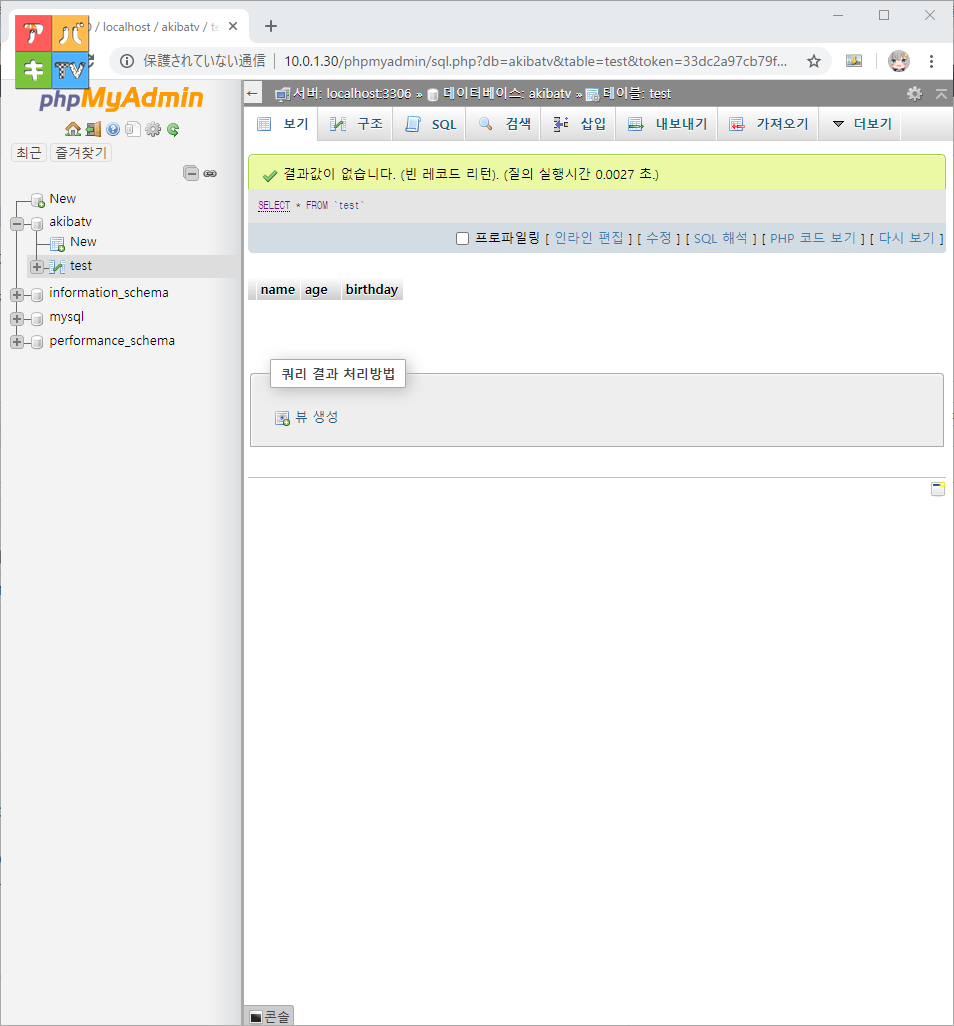 アパ
キTV
0 / localhost / akibatv / te
保護されていない通信 | 10.0.1.30/phpmyadmin/sql.php?db=akibatv&table=test&token=33dc2a97cb79f...
phpMyAdmin
최근 즐겨찾기
New
akibatv
New
test
information_schema
mysql
performance_schema
서버: localhost:3306 » 데이터베이스: akibatv » 테이블: test
보기 구조 SQL 검색 삽입 내보내기 가져오기 더보기
결과값이 없습니다. (빈 레코드 리턴). (질의 실행시간 0.0027 초.)
SELECT * FROM `test`
프로파일링 [ 인라인 편집 ] [ 수정 ] [ SQL 해석 ] [ PHP 코드 보기 ] [ 다시 보기 ]
name age birthday
쿼리 결과 처리방법
뷰 생성
콘솔